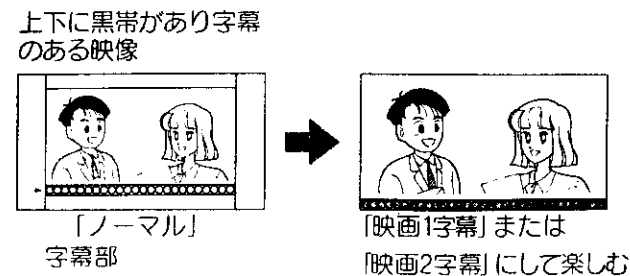 上下に黒帯があり字幕
のある映像
「ノーマル」
字幕部
「映画1字幕」または
「映画2字幕」にして楽しむ